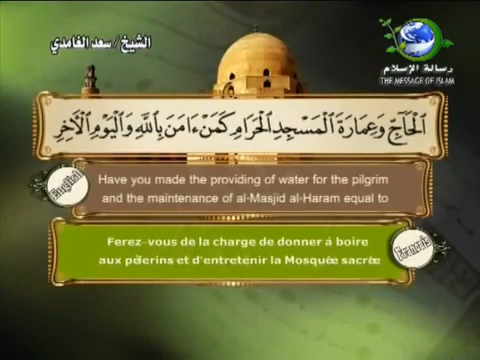 الشيخ / سعد الغامدي
رسالة الإسلام
THE MESSAGE OF ISLAM
الْحَاجِّ وَعِمَارَةَ الْمَسْجِدِ الْحَرَامِ كَمَنْ ءَامَنَ بِاللَّهِ وَالْيَوْمِ الْأَخِرِ
English
Have you made the providing of water for the pilgrim
and the maintenance of al-Masjid al-Haram equal to
Ferez-vous de la charge de donner á boire
aux pèlerins et d'entretenir la Mosquée sacrée
Francais